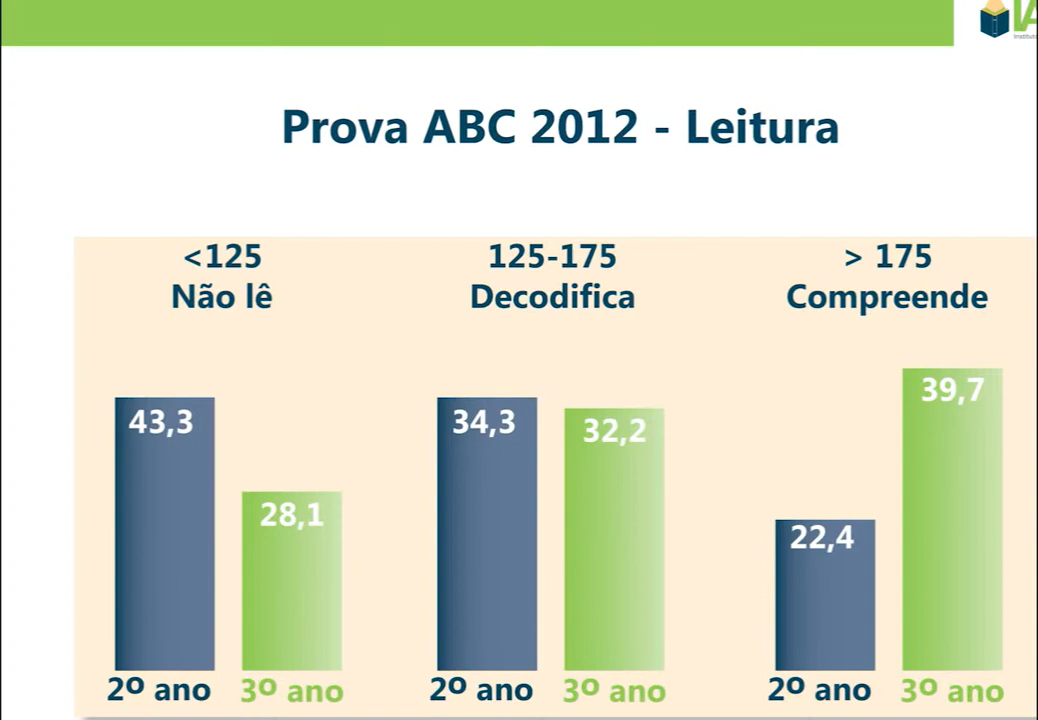 Prova ABC 2012 - Leitura
<125
Não lê
125-175
Decodifica
> 175
Compreende
43,3
28,1
34,3
32,2
22,4
39,7
2º ano
3º ano
2º ano
3º ano
2º ano
3º ano